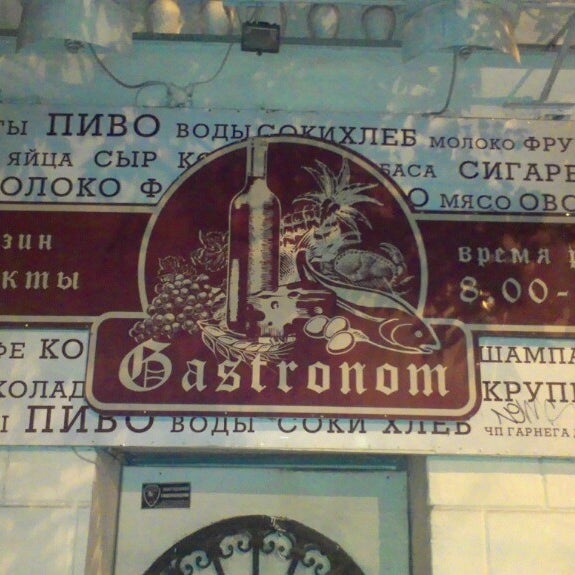 ПИВО ВОДЫ СОКИ ХЛЕБ МОЛОКО ФРУ
ЯЙЦА СЫР КО БАСА СИГАРЕ
ОЛОКО Ф О МЯСО ОВО
зин
кты
время р
8.00-
Gastronom
ФЕ КО ШАМПА
КОЛАД КРУП
ПИВО ВОДЫ СОКИ ХЛЕБ
ЧП ГАРНЕГА